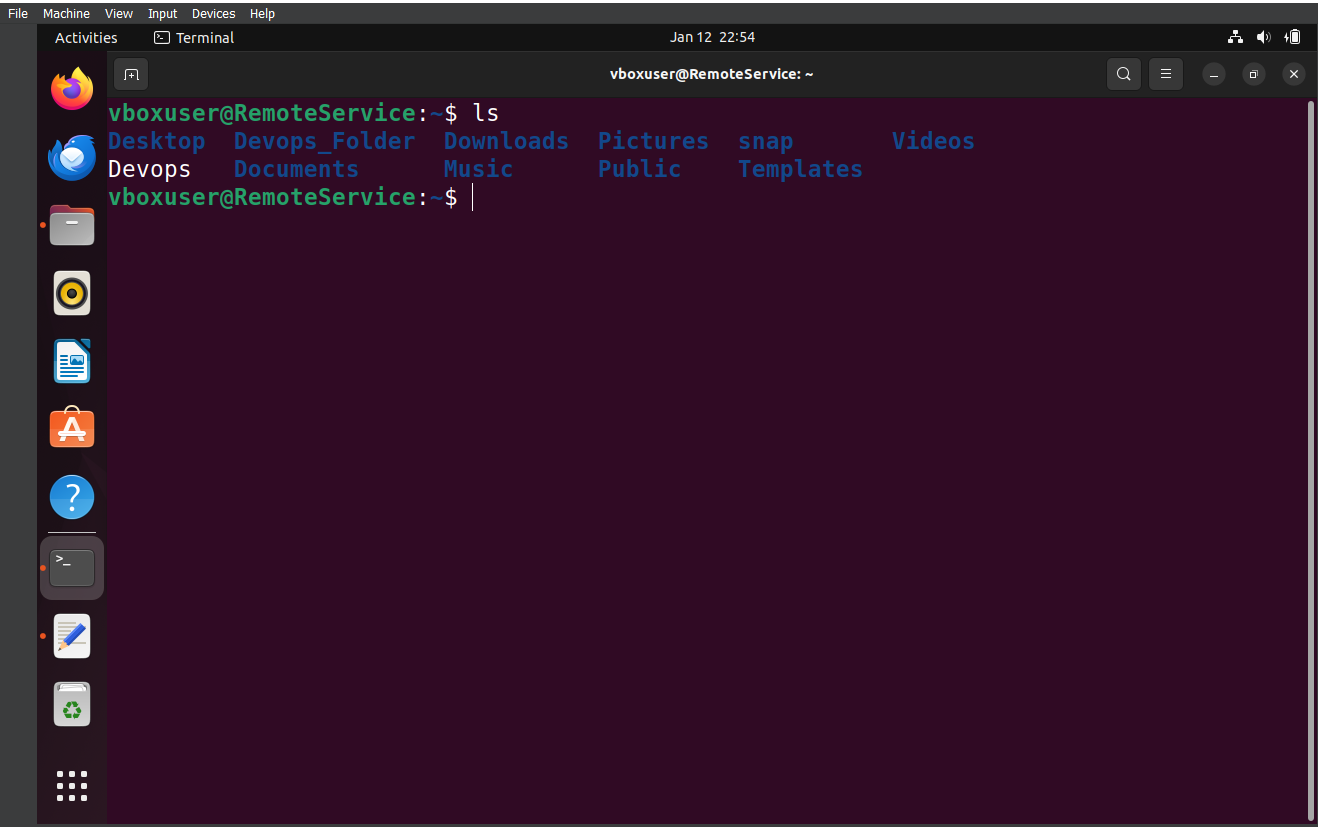 File Machine View Input Devices Help
Activities Terminal Jan 12 22:54
vboxuser@RemoteService: ~
vboxuser@RemoteService:~$ ls
Desktop Devops_Folder Downloads Pictures snap Videos
Devops Documents Music Public Templates
vboxuser@RemoteService:~$